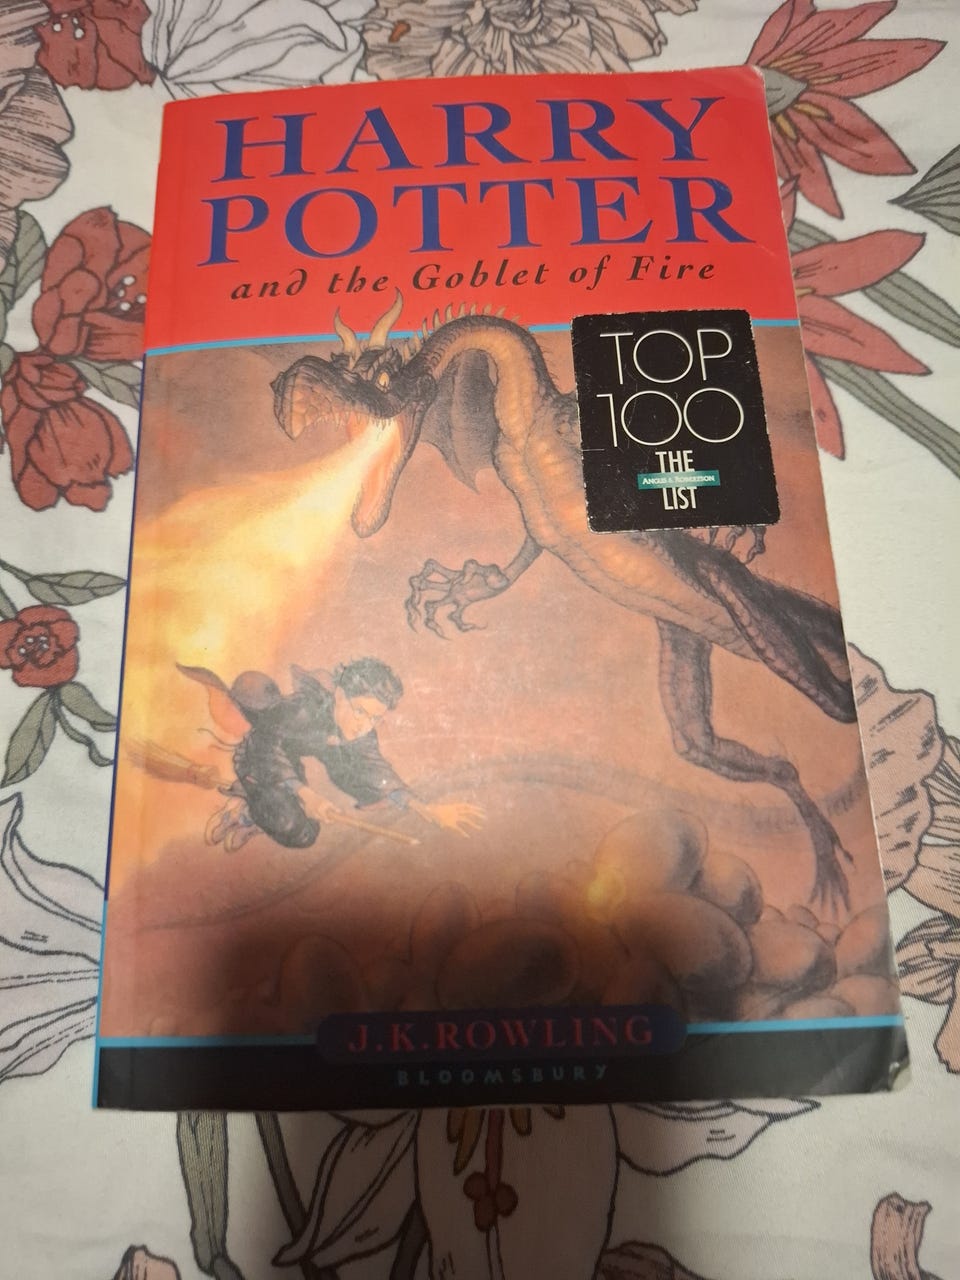 HARRY
POTTER
and the Goblet of Fire
TOP
100
THE
ANGUS & ROBERTSON
LIST
J.K.ROWLING
BLOOMSBURY